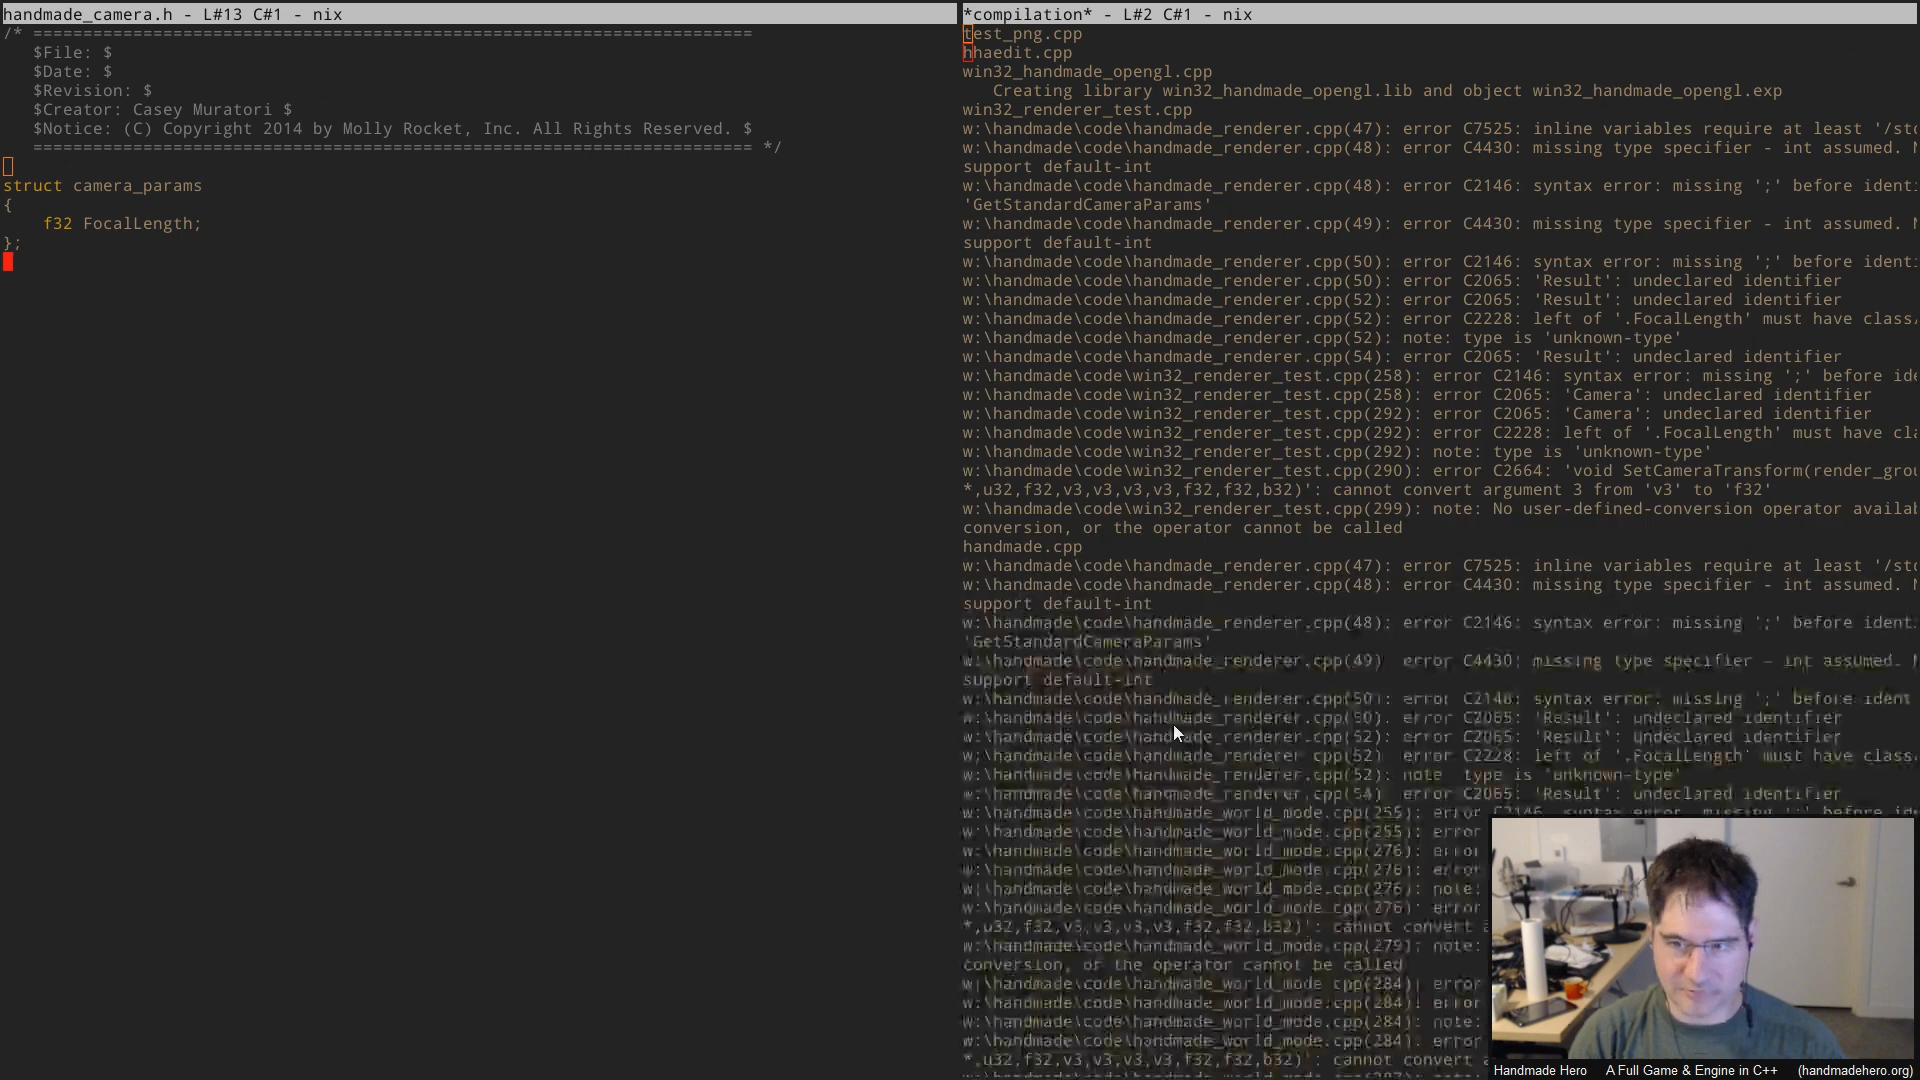 handmade_camera.h - L#13 C#1 - nix
/* ========================================================================
$File: $
$Date: $
$Revision: $
$Creator: Casey Muratori $
$Notice: (C) Copyright 2014 by Molly Rocket, Inc. All Rights Reserved. $
======================================================================== */
struct camera_params
{
f32 FocalLength;
};
*compilation* - L#2 C#1 - nix
test_png.cpp
hhaedit.cpp
win32_handmade_opengl.cpp
Creating library win32_handmade_opengl.lib and object win32_handmade_opengl.exp
win32_renderer_test.cpp
w:\handmade\code\handmade_renderer.cpp(47): error C7525: inline variables require at least '/std
w:\handmade\code\handmade_renderer.cpp(48): error C4430: missing type specifier - int assumed. N
support default-int
w:\handmade\code\handmade_renderer.cpp(48): error C2146: syntax error: missing ';' before identi
'GetStandardCameraParams'
w:\handmade\code\handmade_renderer.cpp(49): error C4430: missing type specifier - int assumed. N
support default-int
w:\handmade\code\handmade_renderer.cpp(50): error C2146: syntax error: missing ';' before identi
w:\handmade\code\handmade_renderer.cpp(50): error C2065: 'Result': undeclared identifier
w:\handmade\code\handmade_renderer.cpp(52): error C2065: 'Result': undeclared identifier
w:\handmade\code\handmade_renderer.cpp(52): error C2228: left of '.FocalLength' must have class/
w:\handmade\code\handmade_renderer.cpp(52): note: type is 'unknown-type'
w:\handmade\code\handmade_renderer.cpp(54): error C2065: 'Result': undeclared identifier
w:\handmade\code\win32_renderer_test.cpp(258): error C2146: syntax error: missing ';' before ide
w:\handmade\code\win32_renderer_test.cpp(258): error C2065: 'Camera': undeclared identifier
w:\handmade\code\win32_renderer_test.cpp(292): error C2065: 'Camera': undeclared identifier
w:\handmade\code\win32_renderer_test.cpp(292): error C2228: left of '.FocalLength' must have cla
w:\handmade\code\win32_renderer_test.cpp(292): note: type is 'unknown-type'
w:\handmade\code\win32_renderer_test.cpp(290): error C2664: 'void SetCameraTransform(render_grou
*,u32,f32,v3,v3,v3,v3,f32,f32,b32)': cannot convert argument 3 from 'v3' to 'f32'
w:\handmade\code\win32_renderer_test.cpp(299): note: No user-defined-conversion operator availab
conversion, or the operator cannot be called
handmade.cpp
w:\handmade\code\handmade_renderer.cpp(47): error C7525: inline variables require at least '/std
w:\handmade\code\handmade_renderer.cpp(48): error C4430: missing type specifier - int assumed. N
support default-int
w:\handmade\code\handmade_renderer.cpp(48): error C2146: syntax error: missing ';' before identi
'GetStandardCameraParams'
w:\handmade\code\handmade_renderer.cpp(49): error C4430: missing type specifier - int assumed. N
support default-int
w:\handmade\code\handmade_renderer.cpp(50): error C2146: syntax error: missing ';' before ident
w:\handmade\code\handmade_renderer.cpp(50): error C2065: 'Result': undeclared identifier
w:\handmade\code\handmade_renderer.cpp(52): error C2065: 'Result': undeclared identifier
w:\handmade\code\handmade_renderer.cpp(52): error C2228: left of '.FocalLength' must have class
w:\handmade\code\handmade_renderer.cpp(52): note: type is 'unknown-type'
w:\handmade\code\handmade_renderer.cpp(54): error C2065: 'Result': undeclared identifier
w:\handmade\code\handmade_world_mode.cpp(255): error C2146: syntax error: missing ';' before ide
w:\handmade\code\handmade_world_mode.cpp(255): error
w:\handmade\code\handmade_world_mode.cpp(276): error
w:\handmade\code\handmade_world_mode.cpp(276): error
w:\handmade\code\handmade_world_mode.cpp(276): note:
w:\handmade\code\handmade_world_mode.cpp(276): error
*,u32,f32,v3,v3,v3,v3,f32,f32,b32)': cannot convert
w:\handmade\code\handmade_world_mode.cpp(279): note:
conversion, or the operator cannot be called
w:\handmade\code\handmade_world_mode.cpp(284): error
w:\handmade\code\handmade_world_mode.cpp(284): error
w:\handmade\code\handmade_world_mode.cpp(284): note:
w:\handmade\code\handmade_world_mode.cpp(284): error
*,u32,f32,v3,v3,v3,v3,f32,f32,b32)': cannot convert
Handmade Hero A Full Game & Engine in C++ (handmadehero.org)